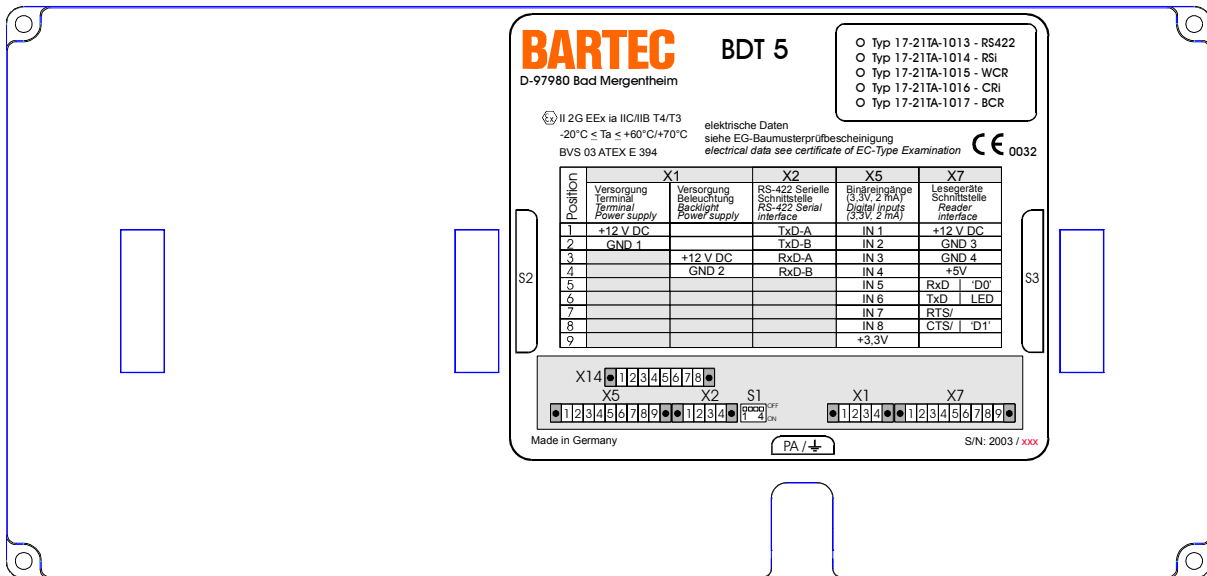 BARTEC
BDT 5
D-97980 Bad Mergentheim
O Typ 17-21TA-1013 - RS422
O Typ 17-21TA-1014 - RSi
O Typ 17-21TA-1015 - WCR
O Typ 17-21TA-1016 - CRi
O Typ 17-21TA-1017 - BCR
Ex II 2G EEx ia IIC/IIB T4/T3
-20°C ≤ Ta ≤ +60°C/+70°C
BVS 03 ATEX E 394
elektrische Daten
siehe EG-Baumusterprüfbescheinigung
electrical data see certificate of EC-Type Examination
CE 0032
Position X1 X2 X5 X7
Versorgung Terminal Terminal Power supply
Versorgung Beleuchtung Backlight Power supply
RS-422 Serielle Schnittstelle RS-422 Serial interface
Binäreingänge (3,3V, 2 mA) Digital inputs (3,3V, 2 mA)
Lesegeräte Schnittstelle Reader interface
1 +12 V DC TxD-A IN 1 +12 V DC
2 GND 1 TxD-B IN 2 GND 3
3 +12 V DC RxD-A IN 3 GND 4
4 GND 2 RxD-B IN 4 +5V
5 IN 5 RxD 'D0'
6 IN 6 TxD LED
7 IN 7 RTS/
8 IN 8 CTS/ 'D1'
9 +3,3V
S2
S3
X14 1 2 3 4 5 6 7 8
X5 X2 S1 X1 X7
1 2 3 4 5 6 7 8 9 1 2 3 4 1 4 OFF ON 1 2 3 4 1 2 3 4 5 6 7 8 9
Made in Germany
PA /
S/N: 2003 / xxx